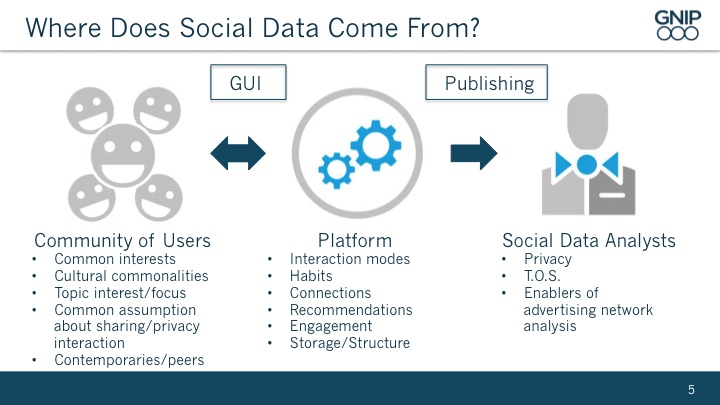 Where Does Social Data Come From?
GNIP
GUI
Publishing
Community of Users
• Common interests
• Cultural commonalities
• Topic interest/focus
• Common assumption
about sharing/privacy
interaction
• Contemporaries/peers
Platform
• Interaction modes
• Habits
• Connections
• Recommendations
• Engagement
• Storage/Structure
Social Data Analysts
• Privacy
• T.O.S.
• Enablers of
advertising network
analysis
5